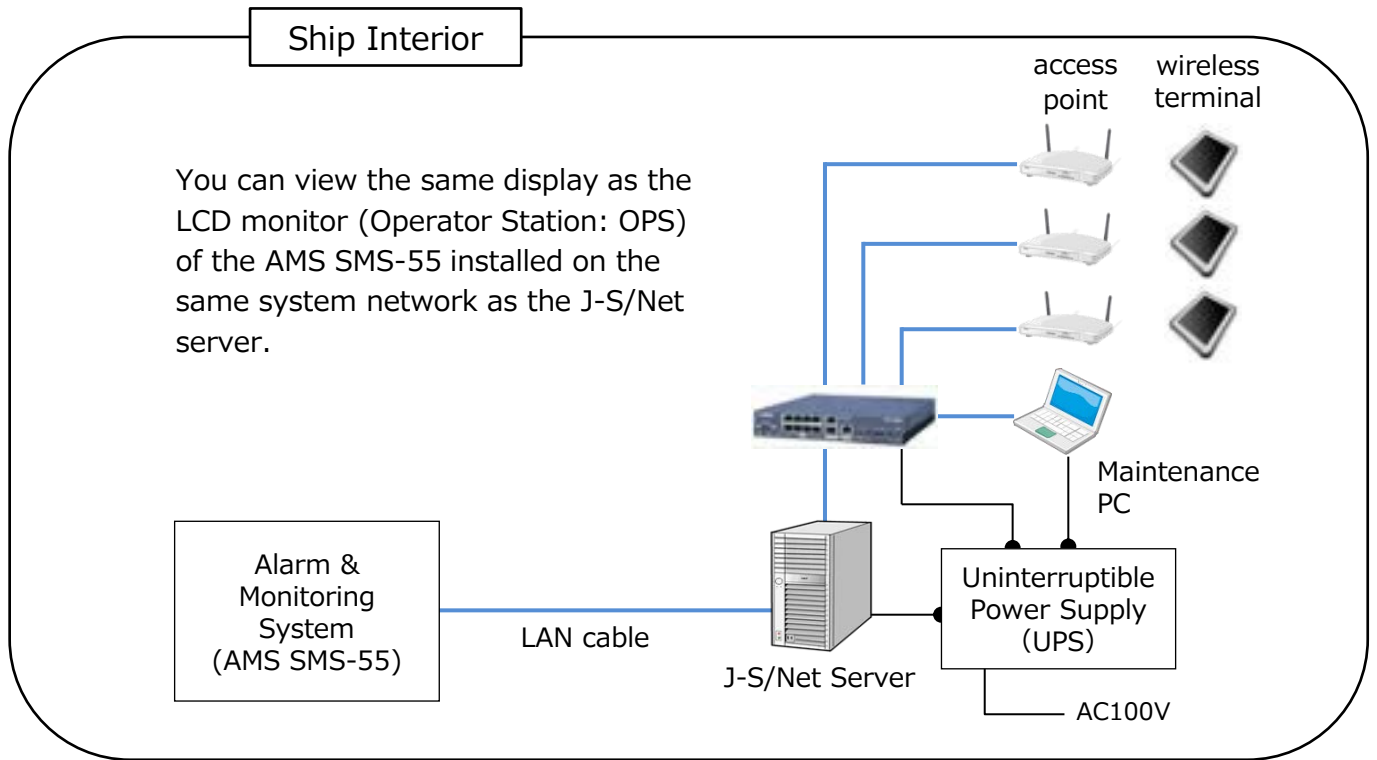 Ship Interior
access
point
wireless
terminal
You can view the same display as the
LCD monitor (Operator Station: OPS)
of the AMS SMS-55 installed on the
same system network as the J-S/Net
server.
Maintenance
PC
Alarm &
Monitoring
System
(AMS SMS-55)
LAN cable
J-S/Net Server
Uninterruptible
Power Supply
(UPS)
AC100V